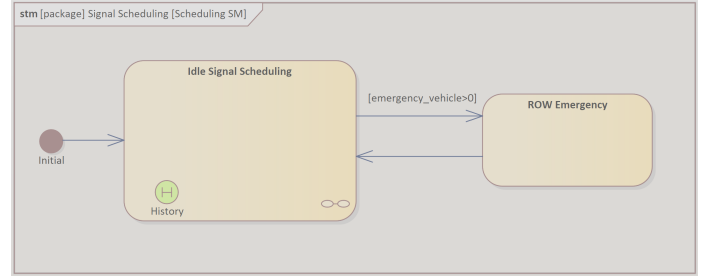 stm [package] Signal Scheduling [Scheduling SM]
Idle Signal Scheduling
[emergency_vehicle>0]
ROW Emergency
Initial
H
History